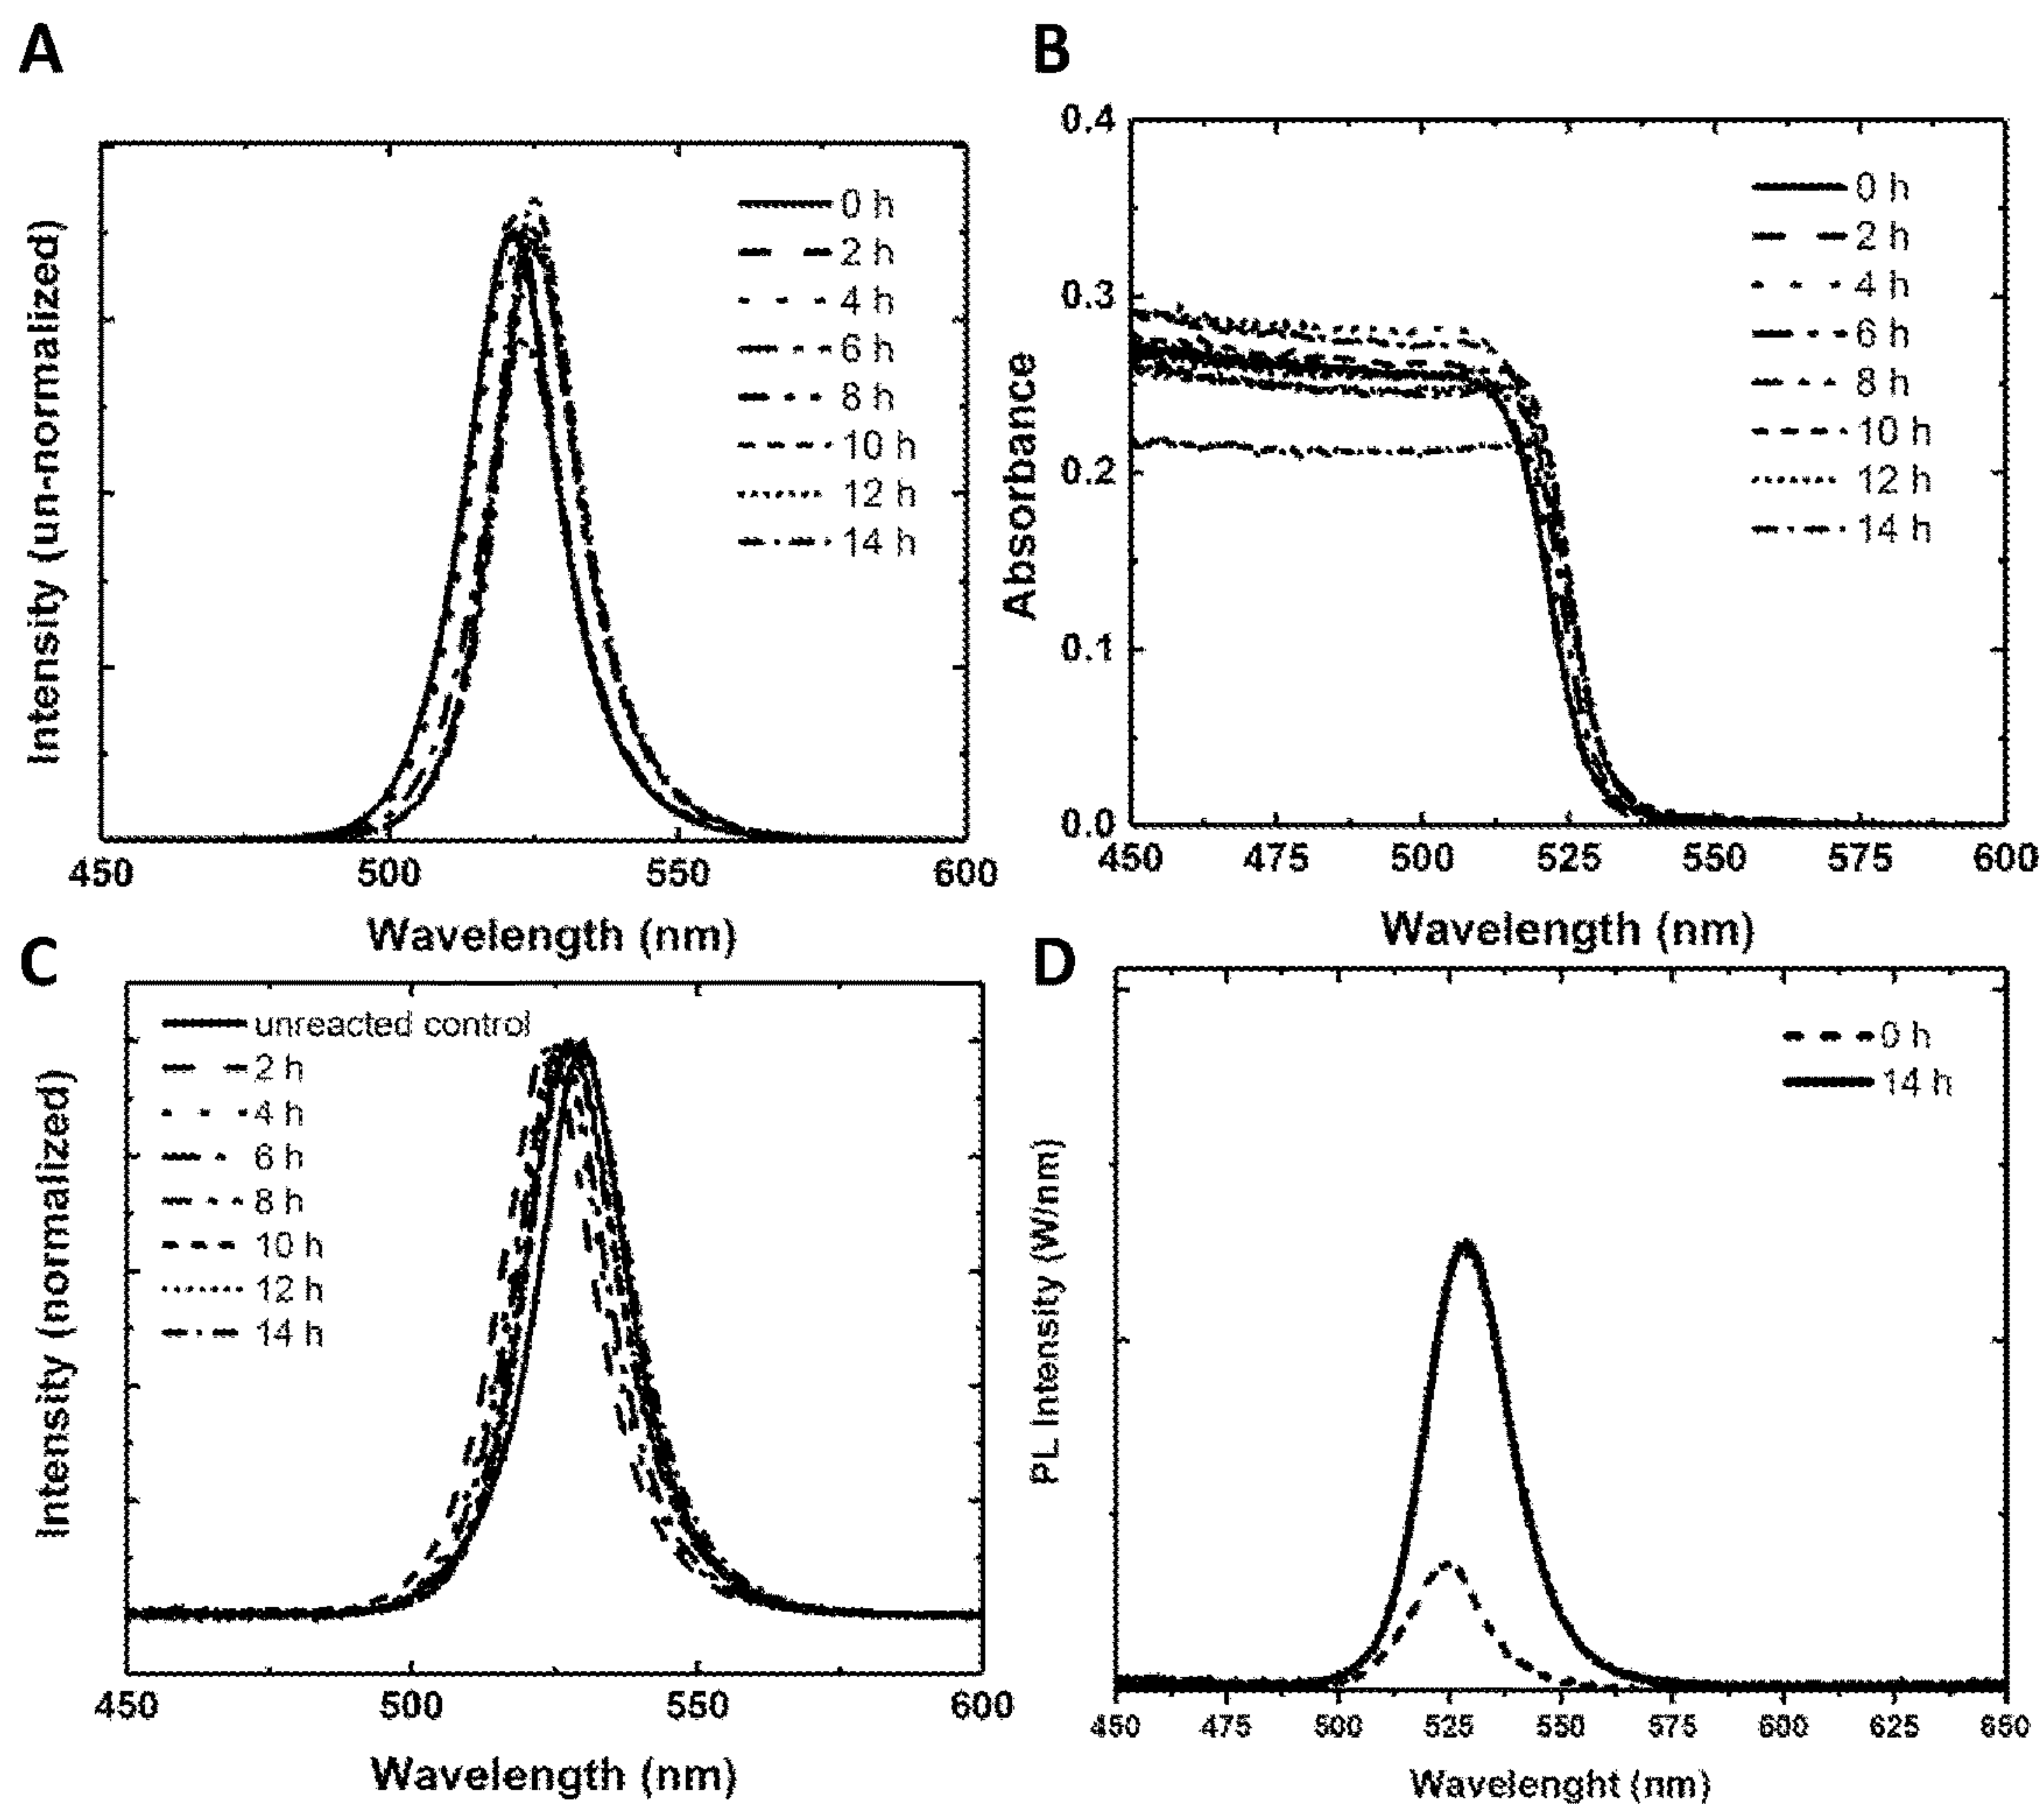 A
Intensity (un-normalized)
0 h
2 h
4 h
6 h
8 h
10 h
12 h
14 h
450 500 550 600
Wavelength (nm)
B
Absorbance
0.4
0.3
0.2
0.1
0.0
0 h
2 h
4 h
6 h
8 h
10 h
12 h
14 h
450 475 500 525 550 575 600
Wavelength (nm)
C
Intensity (normalized)
unreacted control
2 h
4 h
6 h
8 h
10 h
12 h
14 h
450 500 550 600
Wavelength (nm)
D
PL Intensity (W/nm)
0 h
14 h
450 475 500 525 550 575 600 625 650
Wavelenght (nm)